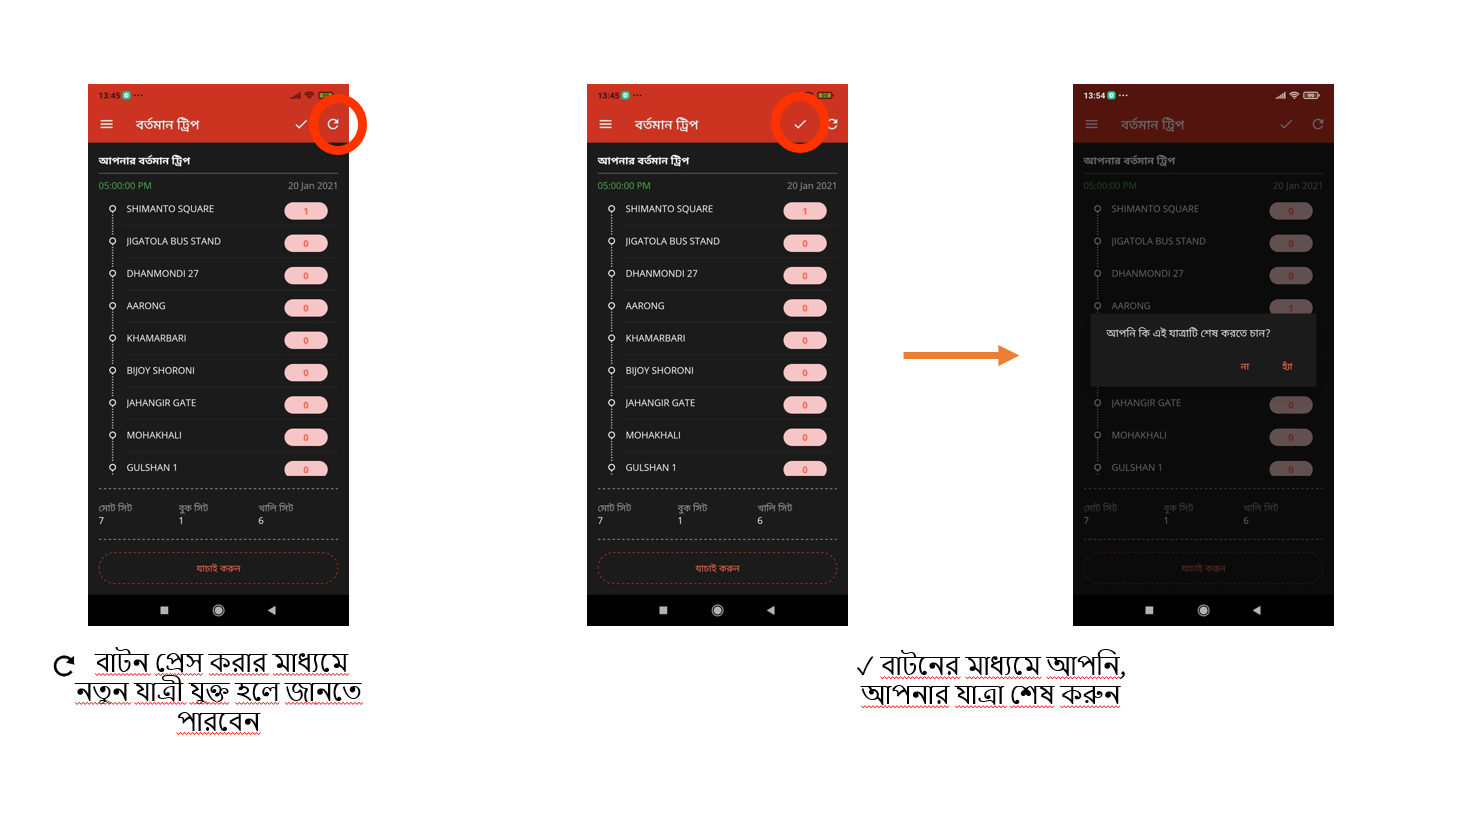 13:45
বর্তমান ট্রিপ
আপনার বর্তমান ট্রিপ
05:00:00 PM 20 Jan 2021
SHIMANTO SQUARE 1
JIGATOLA BUS STAND 0
DHANMONDI 27 0
AARONG 0
KHAMARBARI 0
BIJOY SHORONI 0
JAHANGIR GATE 0
MOHAKHALI 0
GULSHAN 1 0
মোট সিট বুক সিট খালি সিট
7 1 6
যাচাই করুন
বাটন প্রেস করার মাধ্যমে
নতুন যাত্রী যুক্ত হলে জানতে
পারবেন
13:45
বর্তমান ট্রিপ
আপনার বর্তমান ট্রিপ
05:00:00 PM 20 Jan 2021
SHIMANTO SQUARE 1
JIGATOLA BUS STAND 0
DHANMONDI 27 0
AARONG 0
KHAMARBARI 0
BIJOY SHORONI 0
JAHANGIR GATE 0
MOHAKHALI 0
GULSHAN 1 0
মোট সিট বুক সিট খালি সিট
7 1 6
যাচাই করুন
13:54 99
বর্তমান ট্রিপ
আপনার বর্তমান ট্রিপ
05:00:00 PM 20 Jan 2021
SHIMANTO SQUARE 0
JIGATOLA BUS STAND 0
DHANMONDI 27 0
AARONG 1
আপনি কি এই যাত্রাটি শেষ করতে চান?
না হ্যাঁ
JAHANGIR GATE 0
MOHAKHALI 0
GULSHAN 1 0
মোট সিট বুক সিট খালি সিট
7 1 6
যাচাই করুন
✓ বাটনের মাধ্যমে আপনি,
আপনার যাত্রা শেষ করুন